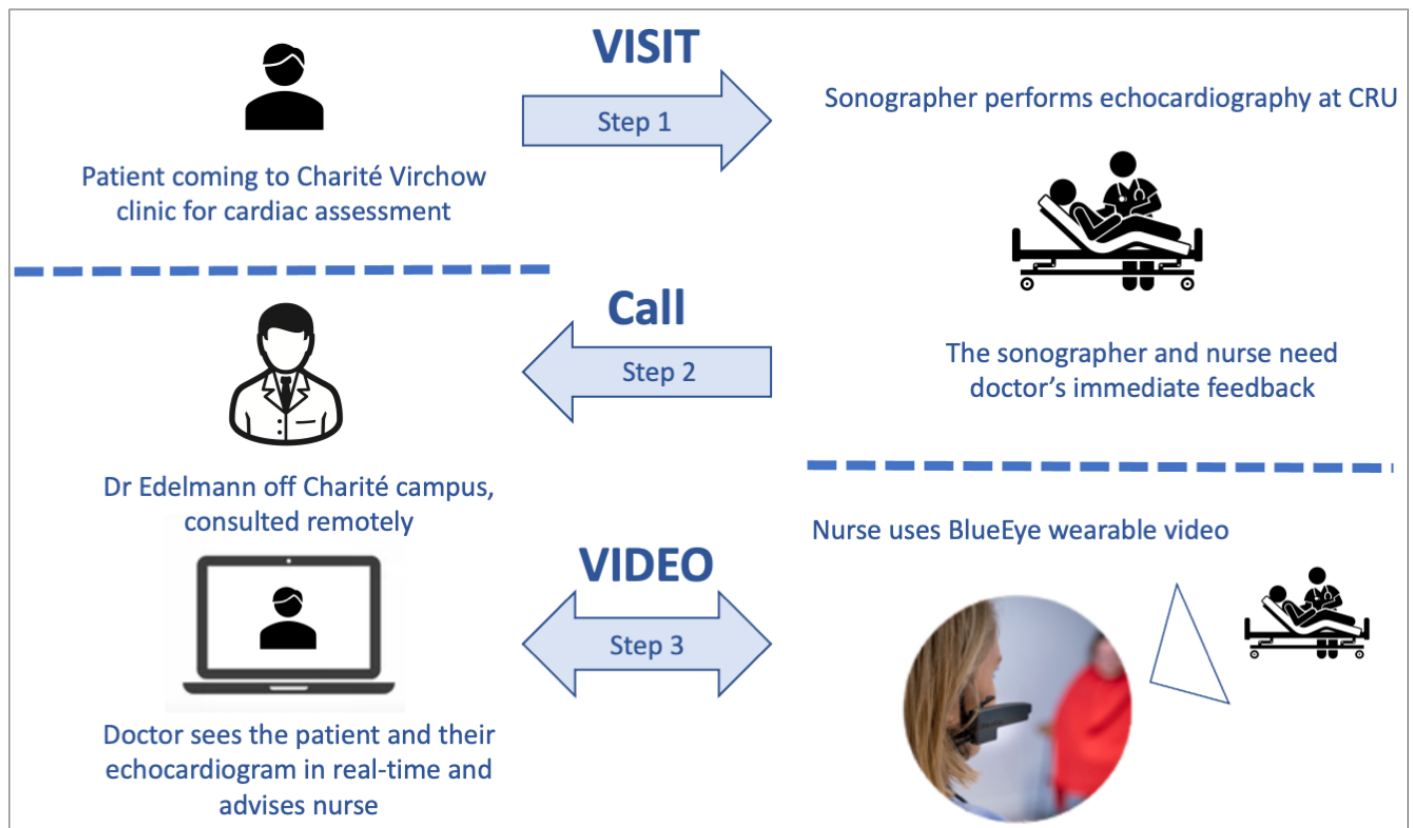 VISIT
Step 1
Sonographer performs echocardiography at CRU
Patient coming to Charité Virchow
clinic for cardiac assessment
Call
Step 2
The sonographer and nurse need
doctor’s immediate feedback
Dr Edelmann off Charité campus,
consulted remotely
Nurse uses BlueEye wearable video
VIDEO
Step 3
Doctor sees the patient and their
echocardiogram in real-time and
advises nurse